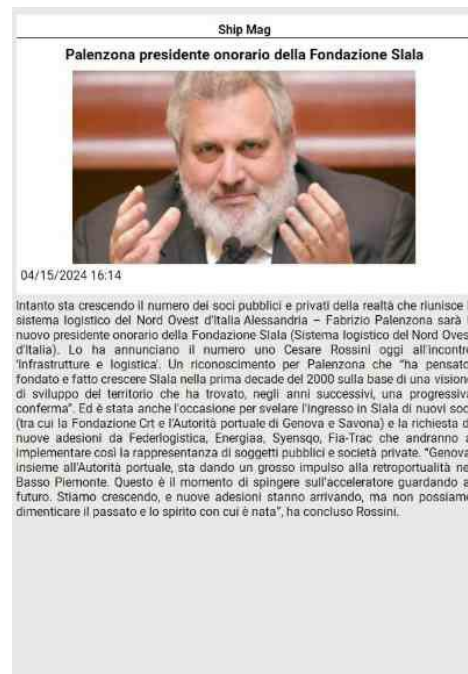 Ship Mag
Palenzona presidente onorario della Fondazione Slala
04/15/2024 16:14
Intanto sta crescendo il numero dei soci pubblici e privati della realtà che riunisce i
sistema logistico del Nord Ovest d'Italia Alessandria – Fabrizio Palenzona sarà i
nuovo presidente onorario della Fondazione Slala (Sistema logistico del Nord Oves
d'Italia). Lo ha annunciano il numero uno Cesare Rossini oggi all'incontro
'Infrastrutture e logistica'. Un riconoscimento per Palenzona che "ha pensato
fondato e fatto crescere Slala nella prima decade del 2000 sulla base di una visione
di sviluppo del territorio che ha trovato, negli anni successivi, una progressiva
conferma". Ed è stata anche l'occasione per svelare l'ingresso in Slala di nuovi soc
(tra cui la Fondazione Crt e l'Autorità portuale di Genova e Savona) e la richiesta d
nuove adesioni da Federlogistica, Energiaa, Syensqo, Fia-Trac che andranno a
implementare così la rappresentanza di soggetti pubblici e società private. "Genova
insieme all'Autorità portuale, sta dando un grosso impulso alla retroportualità ne
Basso Piemonte. Questo è il momento di spingere sull'acceleratore guardando a
futuro. Stiamo crescendo, e nuove adesioni stanno arrivando, ma non possiamo
dimenticare il passato e lo spirito con cui è nata", ha concluso Rossini.